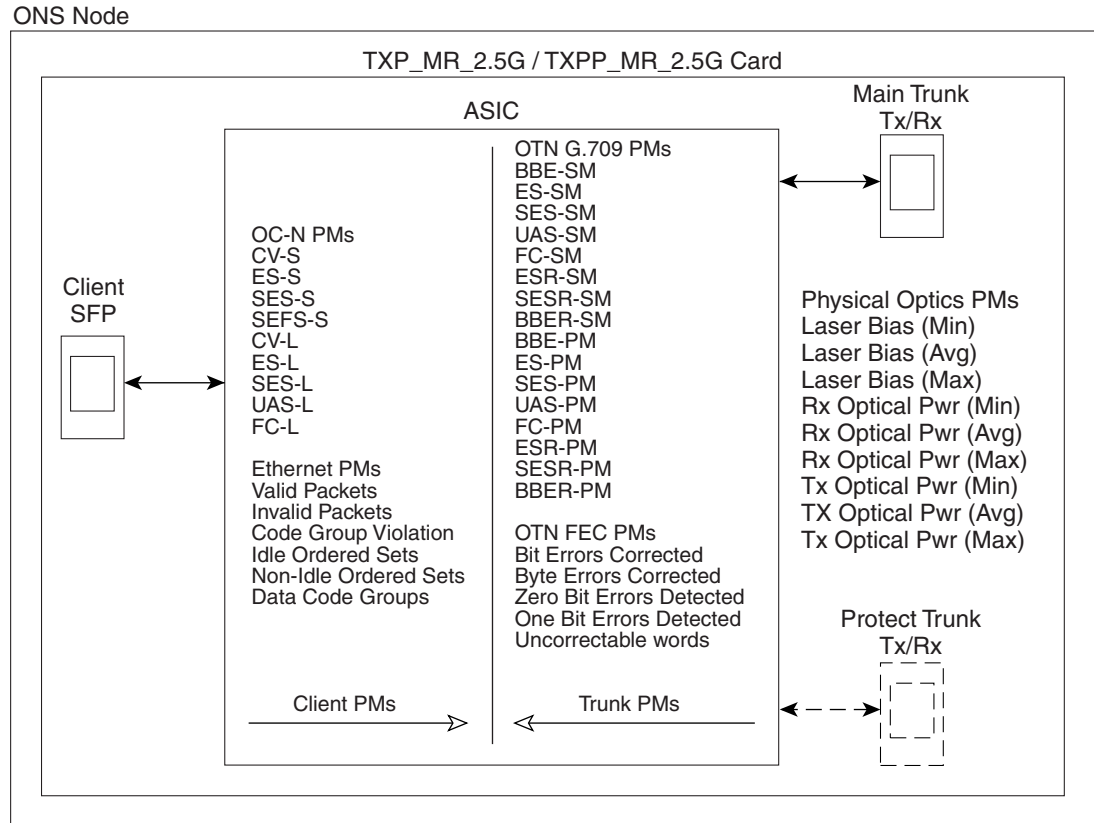 ONS Node
TXP_MR_2.5G / TXPP_MR_2.5G Card
ASIC
Client
SFP
OC-N PMs
CV-S
ES-S
SES-S
SEFS-S
CV-L
ES-L
SES-L
UAS-L
FC-L
Ethernet PMs
Valid Packets
Invalid Packets
Code Group Violation
Idle Ordered Sets
Non-Idle Ordered Sets
Data Code Groups
Client PMs
OTN G.709 PMs
BBE-SM
ES-SM
SES-SM
UAS-SM
FC-SM
ESR-SM
SESR-SM
BBER-SM
BBE-PM
ES-PM
SES-PM
UAS-PM
FC-PM
ESR-PM
SESR-PM
BBER-PM
OTN FEC PMs
Bit Errors Corrected
Byte Errors Corrected
Zero Bit Errors Detected
One Bit Errors Detected
Uncorrectable words
Trunk PMs
Main Trunk
Tx/Rx
Physical Optics PMs
Laser Bias (Min)
Laser Bias (Avg)
Laser Bias (Max)
Rx Optical Pwr (Min)
Rx Optical Pwr (Avg)
Rx Optical Pwr (Max)
Tx Optical Pwr (Min)
TX Optical Pwr (Avg)
Tx Optical Pwr (Max)
Protect Trunk
Tx/Rx